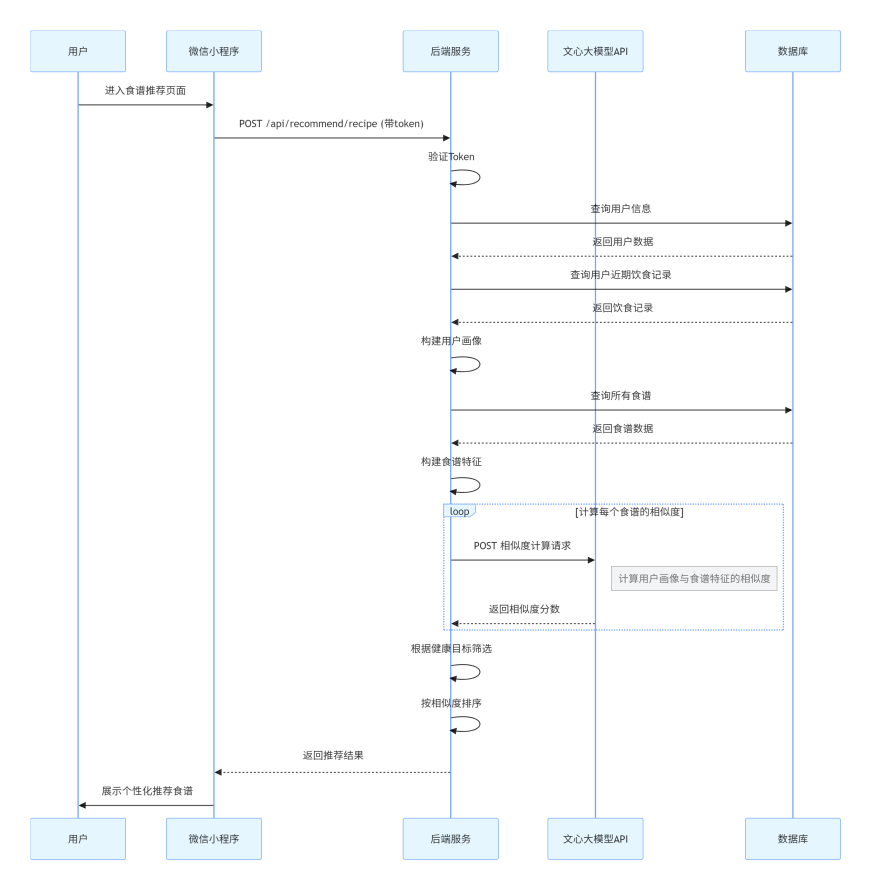 用户
微信小程序
后端服务
文心大模型API
数据库
进入食谱推荐页面
POST /api/recommend/recipe (带token)
验证Token
查询用户信息
返回用户数据
查询用户近期饮食记录
返回饮食记录
构建用户画像
查询所有食谱
返回食谱数据
构建食谱特征
loop
[计算每个食谱的相似度]
POST 相似度计算请求
计算用户画像与食谱特征的相似度
返回相似度分数
根据健康目标筛选
按相似度排序
返回推荐结果
展示个性化推荐食谱
用户
微信小程序
后端服务
文心大模型API
数据库